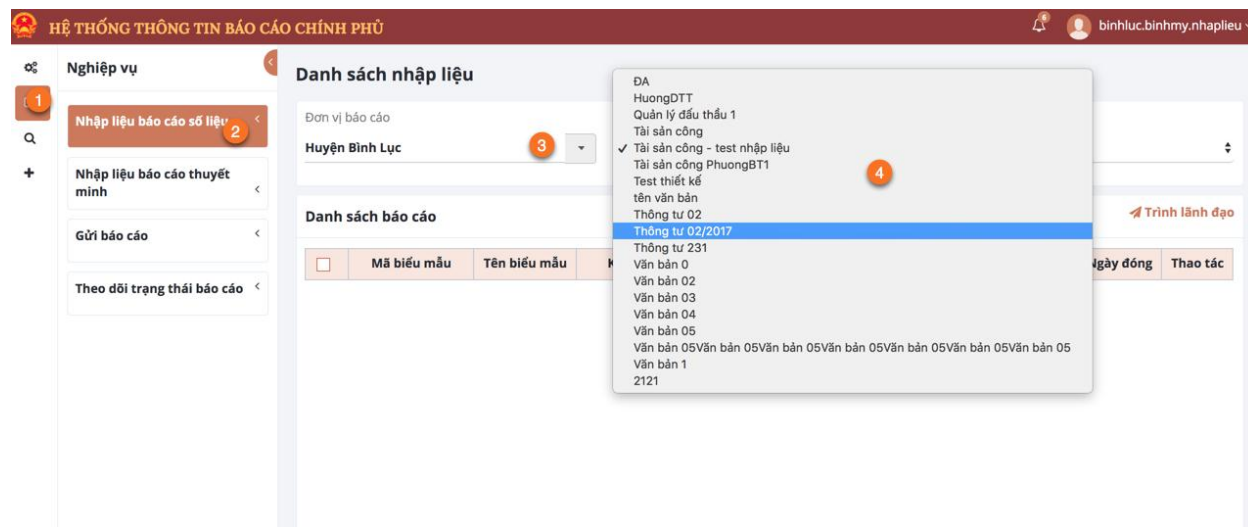 HỆ THỐNG THÔNG TIN BÁO CÁO CHÍNH PHỦ
6
binhluc.binhmy.nhaplieu
Nghiệp vụ
1
Nhập liệu báo cáo số liệu
2
Nhập liệu báo cáo thuyết
minh
Gửi báo cáo
Theo dõi trạng thái báo cáo
Danh sách nhập liệu
Đơn vị báo cáo
Huyện Bình Lục
3
ĐA
HuongDTT
Quản lý đấu thầu 1
Tài sản công
✓ Tài sản công - test nhập liệu
Tài sản công PhuongBT1
4
Test thiết kế
tên văn bản
Thông tư 02
Thông tư 02/2017
Thông tư 231
Văn bản 0
Văn bản 02
Văn bản 03
Văn bản 04
Văn bản 05
Văn bản 05Văn bản 05Văn bản 05Văn bản 05Văn bản 05Văn bản 05Văn bản 05
Văn bản 1
2121
Danh sách báo cáo
Trình lãnh đạo
Mã biểu mẫu Tên biểu mẫu Ngày đóng Thao tác